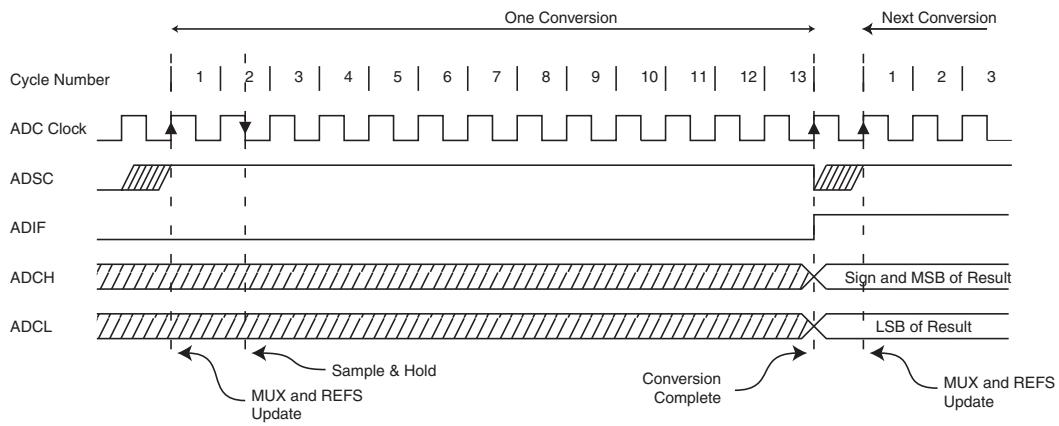 One Conversion
Next Conversion
Cycle Number
1 2 3 4 5 6 7 8 9 10 11 12 13 1 2 3
ADC Clock
ADSC
ADIF
ADCH
Sign and MSB of Result
ADCL
LSB of Result
Sample & Hold
MUX and REFS
Update
Conversion
Complete
MUX and REFS
Update